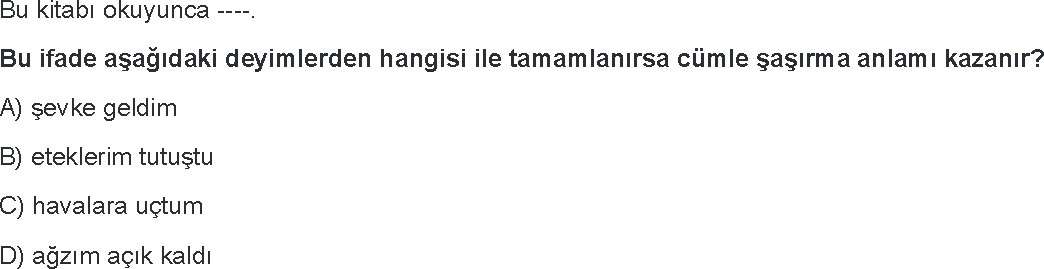 Bu kitabı okuyunca ----.
Bu ifade aşağıdaki deyimlerden hangisi ile tamamlanırsa cümle şaşırma anlamı kazanır?
A) şevke geldim
B) eteklerim tutuştu
C) havalara uçtum
D) ağzım açık kaldı